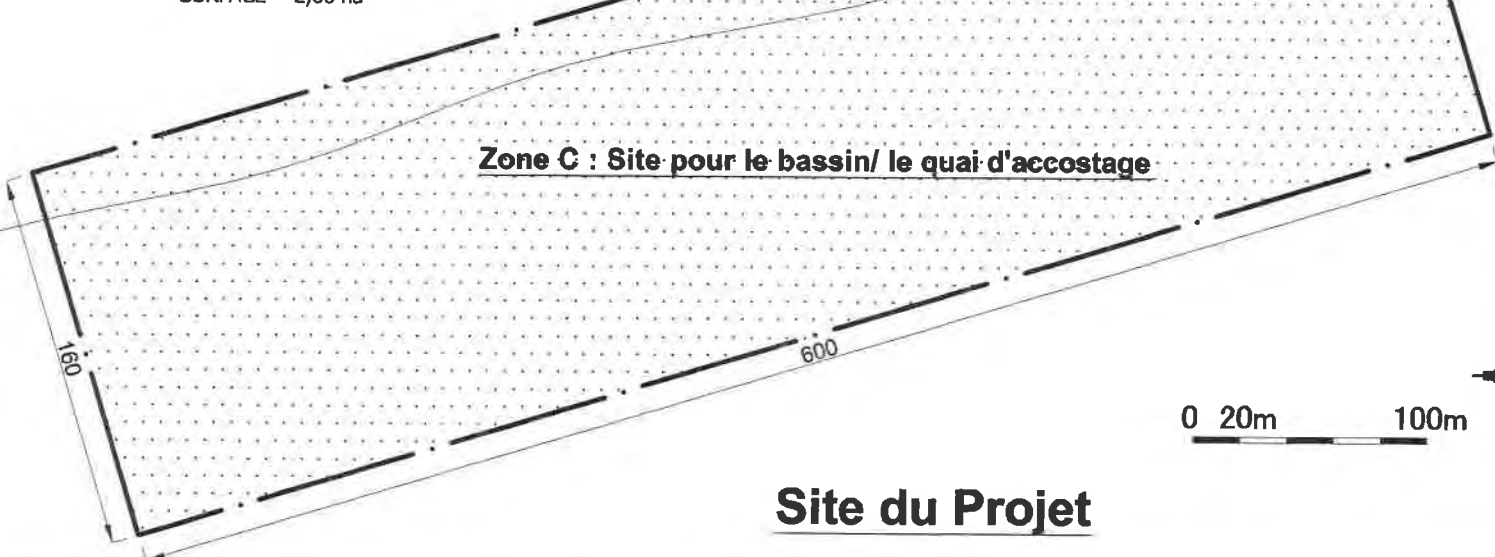 Zone C : Site pour le bassin/ le quai d'accostage
160
600
0 20m 100m
Site du Projet